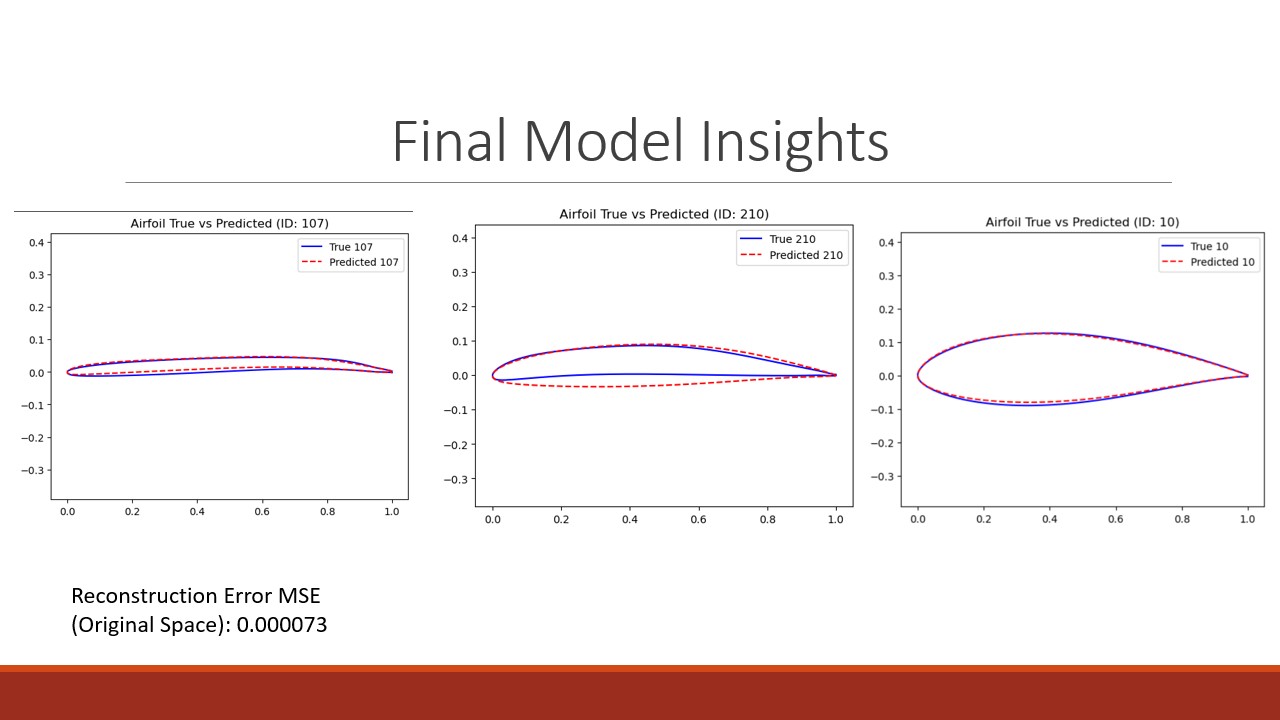 Final Model Insights
Airfoil True vs Predicted (ID: 107)
True 107
Predicted 107
0.4
0.3
0.2
0.1
0.0
−0.1
−0.2
−0.3
0.0 0.2 0.4 0.6 0.8 1.0
Airfoil True vs Predicted (ID: 210)
True 210
Predicted 210
0.4
0.3
0.2
0.1
0.0
−0.1
−0.2
−0.3
0.0 0.2 0.4 0.6 0.8 1.0
Airfoil True vs Predicted (ID: 10)
True 10
Predicted 10
0.4
0.3
0.2
0.1
0.0
−0.1
−0.2
−0.3
0.0 0.2 0.4 0.6 0.8 1.0
Reconstruction Error MSE
(Original Space): 0.000073